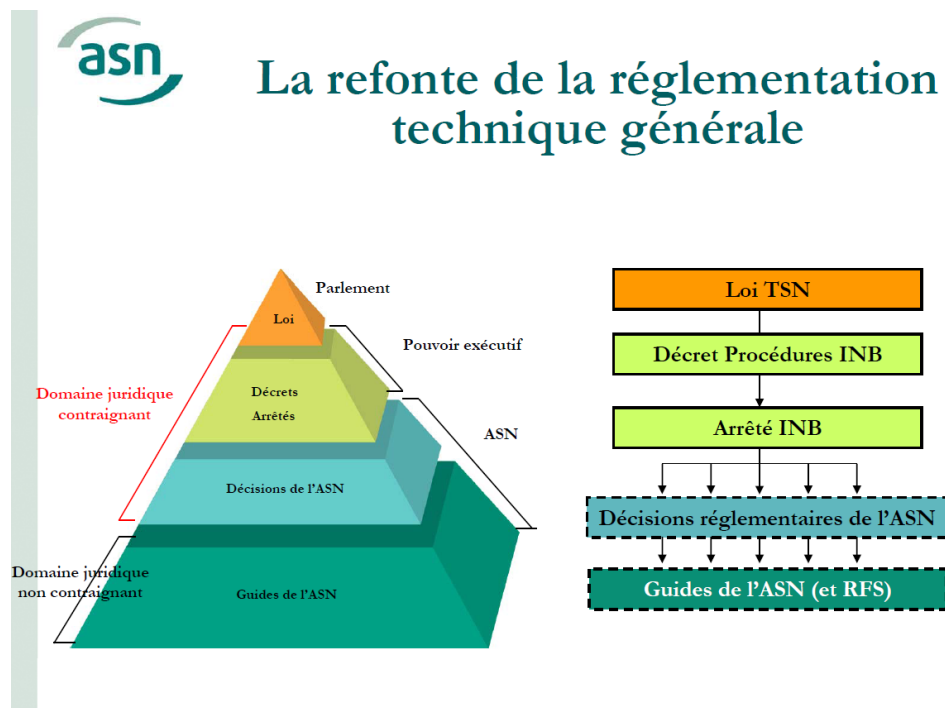 asn
La refonte de la réglementation
technique générale
Parlement
Loi
Pouvoir exécutif
Domaine juridique
contraignant
Décrets
Arrêtés
ASN
Décisions de l'ASN
Domaine juridique
non contraignant
Guides de l'ASN
Loi TSN
Décret Procédures INB
Arrêté INB
Décisions réglementaires de l'ASN
Guides de l'ASN (et RFS)